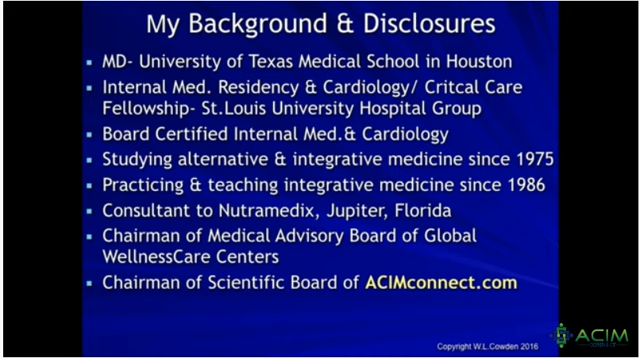 My Background & Disclosures
MD- University of Texas Medical School in Houston
Internal Med. Residency & Cardiology/ Critcal Care
Fellowship- St.Louis University Hospital Group
Board Certified Internal Med.& Cardiology
Studying alternative & integrative medicine since 1975
Practicing & teaching integrative medicine since 1986
Consultant to Nutramedix, Jupiter, Florida
Chairman of Medical Advisory Board of Global
WellnessCare Centers
Chairman of Scientific Board of ACIMconnect.com
Copyright W.L.Cowden 2016
ACIM